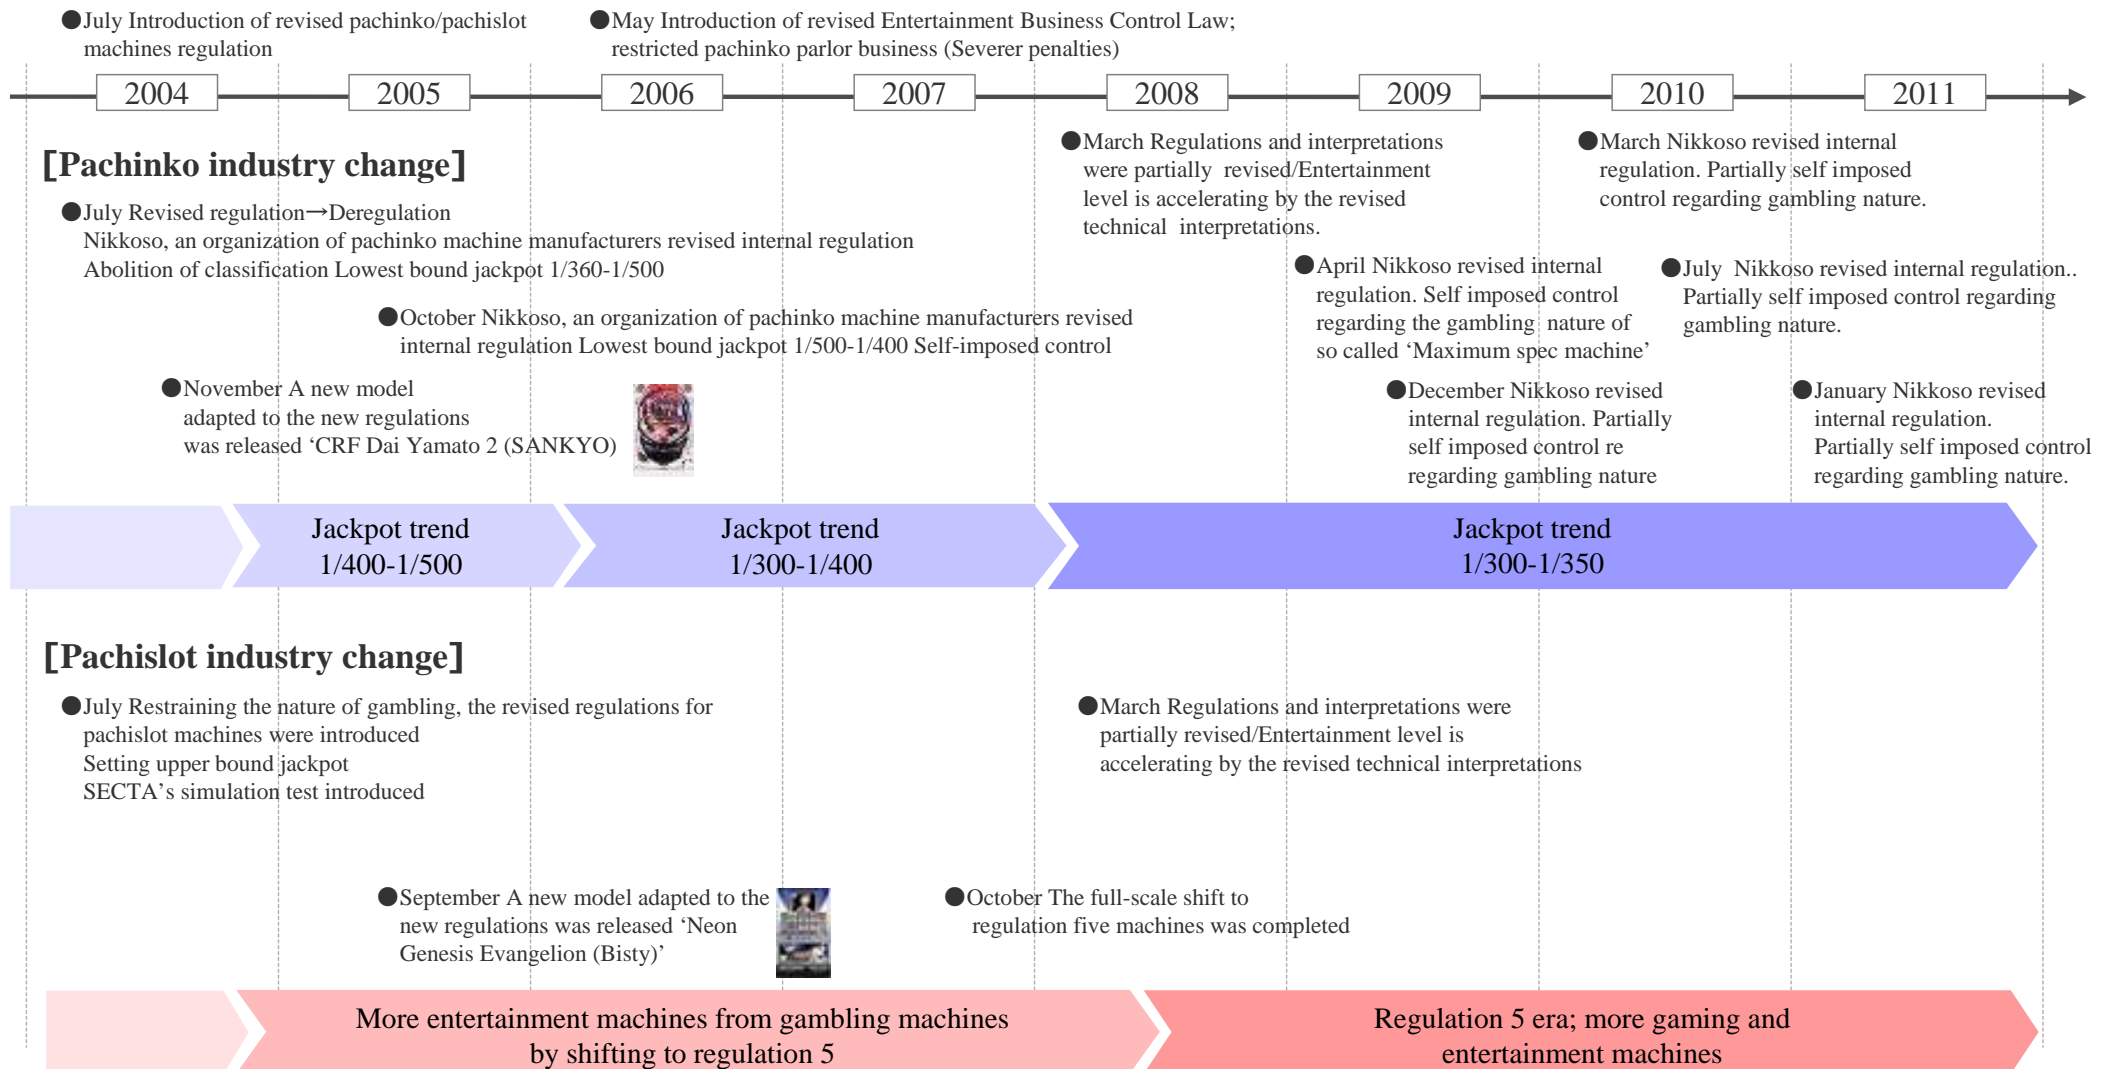 ●July Introduction of revised pachinko/pachislot
machines regulation
●May Introduction of revised Entertainment Business Control Law;
restricted pachinko parlor business (Severer penalties)
2004
2005
2006
2007
2008
2009
2010
2011
[Pachinko industry change]
●July Revised regulation→Deregulation
Nikkoso, an organization of pachinko machine manufacturers revised internal regulation
Abolition of classification Lowest bound jackpot 1/360-1/500
●October Nikkoso, an organization of pachinko machine manufacturers revised
internal regulation Lowest bound jackpot 1/500-1/400 Self-imposed control
●November A new model
adapted to the new regulations
was released ‘CRF Dai Yamato 2 (SANKYO)
●March Regulations and interpretations
were partially revised/Entertainment
level is accelerating by the revised
technical interpretations.
●April Nikkoso revised internal
regulation. Self imposed control
regarding the gambling nature of
so called ‘Maximum spec machine’
●December Nikkoso revised
internal regulation. Partially
self imposed control re
regarding gambling nature
●March Nikkoso revised internal
regulation. Partially self imposed
control regarding gambling nature.
●July Nikkoso revised internal regulation..
Partially self imposed control regarding
gambling nature.
●January Nikkoso revised
internal regulation.
Partially self imposed control
regarding gambling nature.
Jackpot trend
1/400-1/500
Jackpot trend
1/300-1/400
Jackpot trend
1/300-1/350
[Pachislot industry change]
●July Restraining the nature of gambling, the revised regulations for
pachislot machines were introduced
Setting upper bound jackpot
SECTA’s simulation test introduced
●March Regulations and interpretations were
partially revised/Entertainment level is
accelerating by the revised technical interpretations
●September A new model adapted to the
new regulations was released ‘Neon
Genesis Evangelion (Bisty)’
●October The full-scale shift to
regulation five machines was completed
More entertainment machines from gambling machines
by shifting to regulation 5
Regulation 5 era; more gaming and
entertainment machines